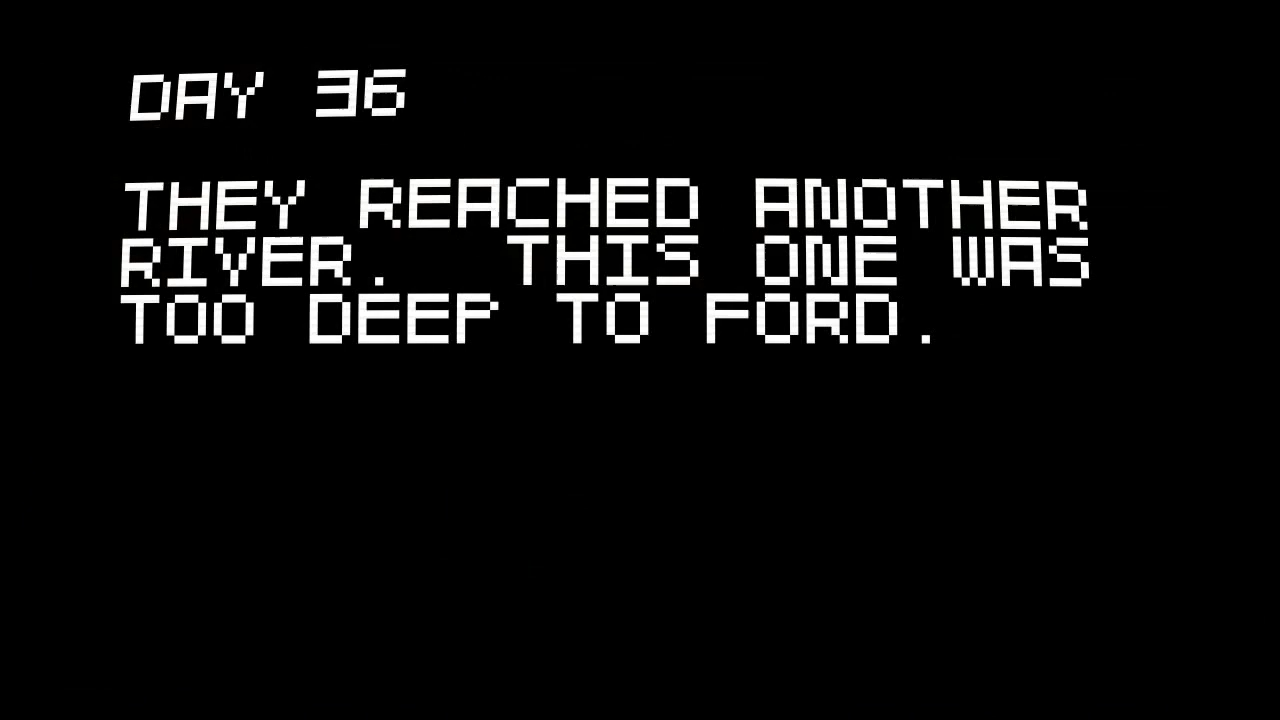 DAY 36
THEY REACHED ANOTHER
RIVER. THIS ONE WAS
TOO DEEP TO FORD.